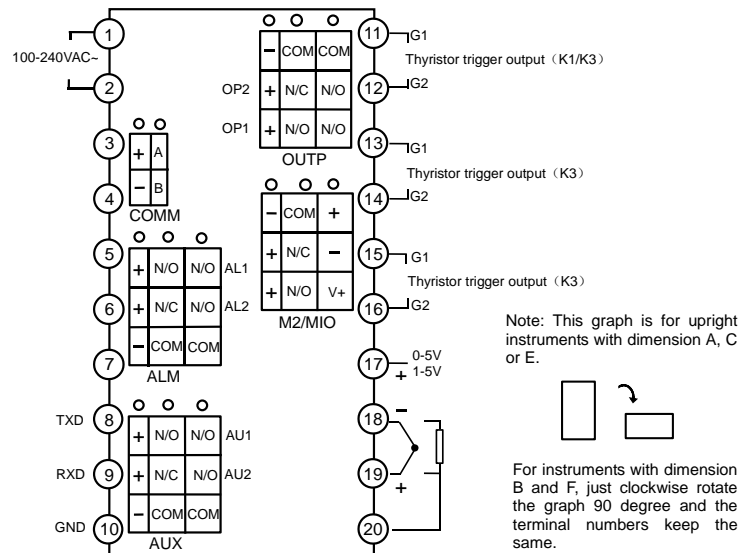 1
100-240VAC~
2
3
+ A
4
− B
COMM
5
+ N/O N/O AL1
6
+ N/C N/O AL2
7
− COM COM
ALM
TXD 8
+ N/O N/O AU1
RXD 9
+ N/C N/O AU2
GND 10
− COM COM
AUX
− COM COM
OP2 + N/C N/O
OP1 + N/O N/O
OUTP
− COM +
+ N/C −
+ N/O V+
M2/MIO
11 G1
Thyristor trigger output（K1/K3）
12 G2
13 G1
Thyristor trigger output（K3）
14 G2
15 G1
Thyristor trigger output（K3）
16 G2
17 0-5V
+ 1-5V
18 −
19 +
20
Note: This graph is for upright
instruments with dimension A, C
or E.
For instruments with dimension
B and F, just clockwise rotate
the graph 90 degree and the
terminal numbers keep the
same.